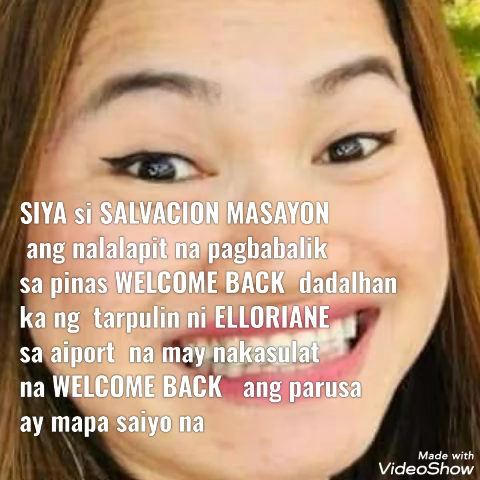 SIYA si SALVACION MASAYON
ang nalalapit na pagbabalik
sa pinas WELCOME BACK dadalhan
ka ng tarpulin ni ELLORIANE
sa aiport na may nakasulat
na WELCOME BACK ang parusa
ay mapa saiyo na
Made with
VideoShow